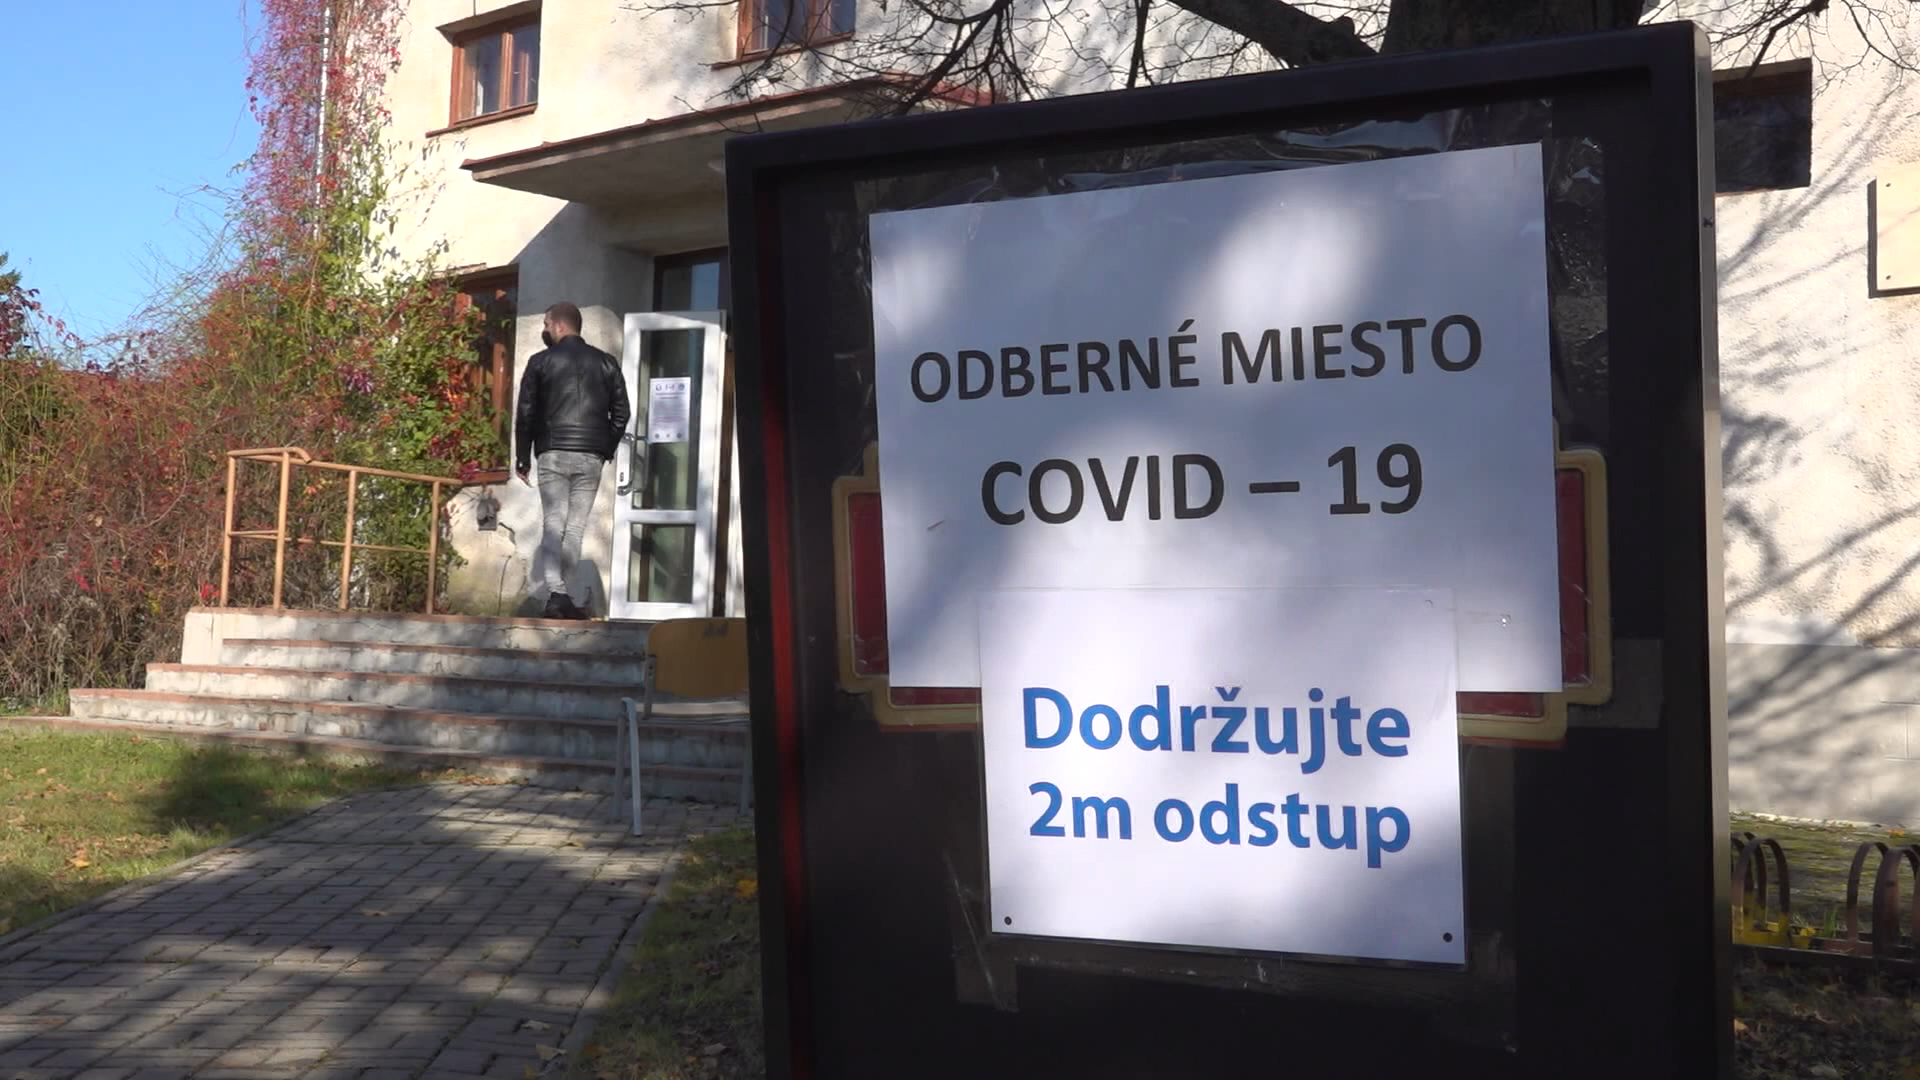 ODBERNÉ MIESTO
COVID – 19
Dodržujte
2m odstup